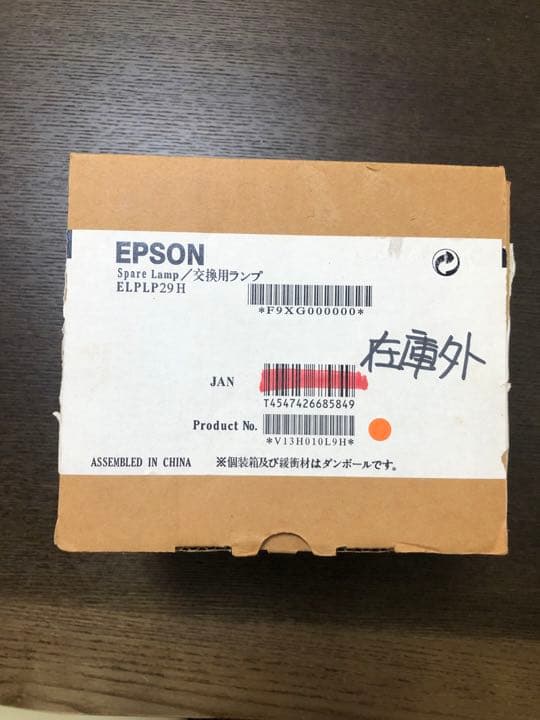 EPSON
Spare Lamp／交換用ランプ
ELPLP29H
*F9XG000000*
在庫外
JAN
T4547426685849
Product No.
*V13H010L9H*
ASSEMBLED IN CHINA ※個装箱及び緩衝材はダンボールです。